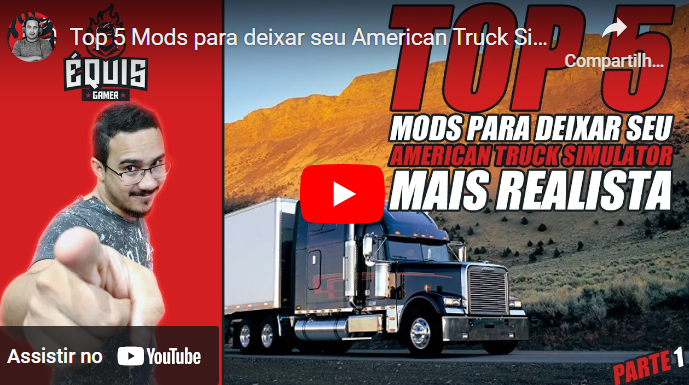 Top 5 Mods para deixar seu American Truck Si...
Compartilh...
ÉQUIS
GAMER
TOP 5
MODS PARA DEIXAR SEU
AMERICAN TRUCK SIMULATOR
MAIS REALISTA
Assistir no YouTube
PARTE 1